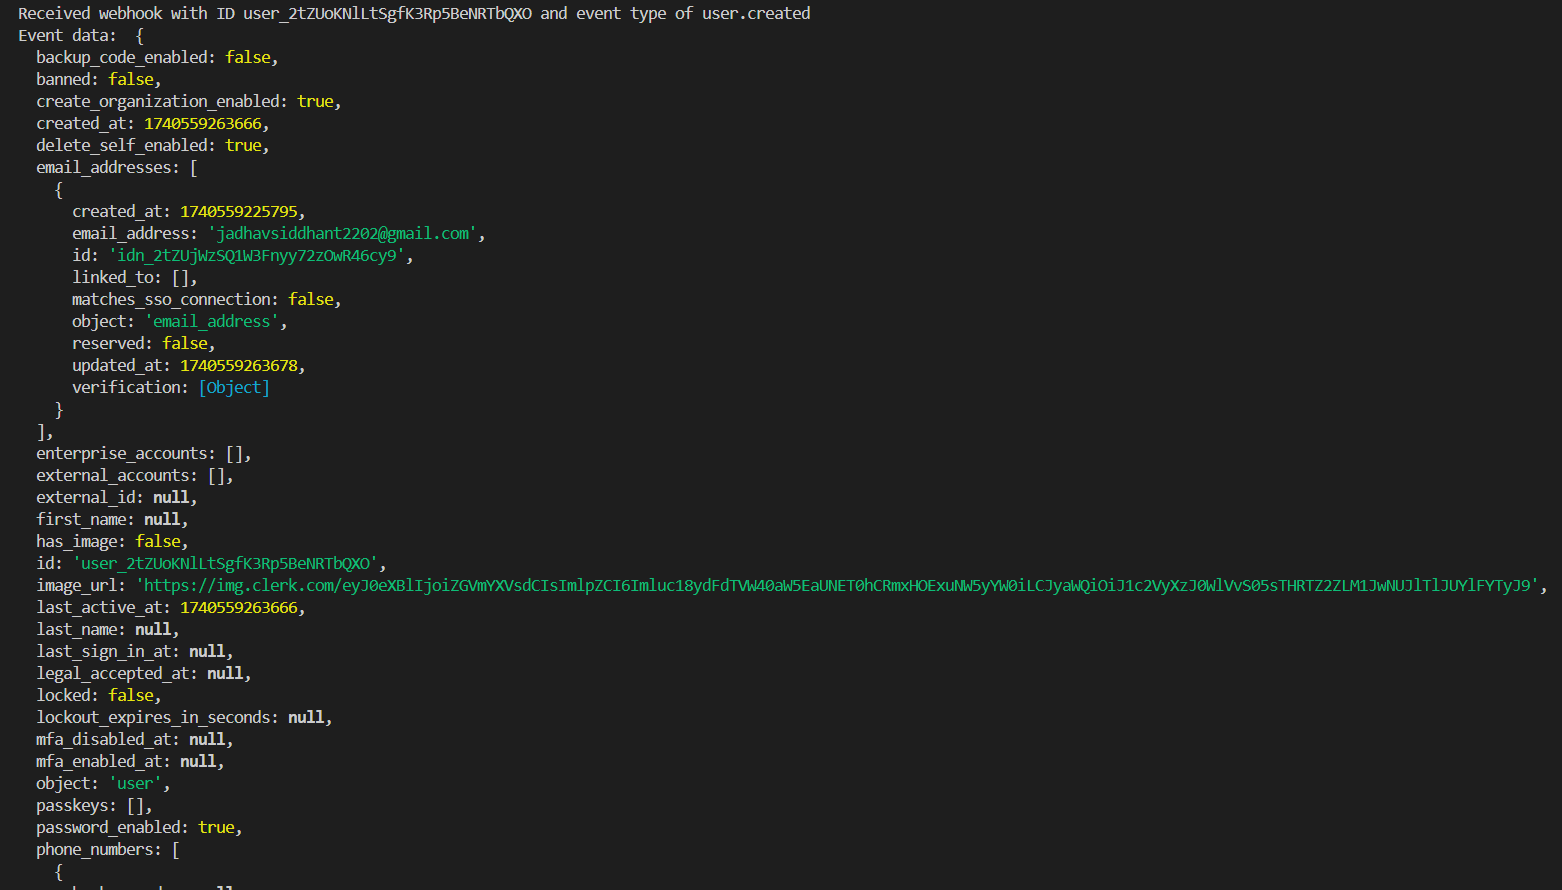 Received webhook with ID user_2tZUoKNlLtSgfK3Rp5BeNRTbQXO and event type of user.created
Event data:  {
backup_code_enabled: false,
banned: false,
create_organization_enabled: true,
created_at: 1740559263666,
delete_self_enabled: true,
email_addresses: [
{
created_at: 1740559225795,
email_address: 'jadhavsiddhant2202@gmail.com',
id: 'idn_2tZUjWzSQ1W3Fnyy72zOwR46cy9',
linked_to: [],
matches_sso_connection: false,
object: 'email_address',
reserved: false,
updated_at: 1740559263678,
verification: [Object]
}
],
enterprise_accounts: [],
external_accounts: [],
external_id: null,
first_name: null,
has_image: false,
id: 'user_2tZUoKNlLtSgfK3Rp5BeNRTbQXO',
image_url: 'https://img.clerk.com/eyJ0eXBlIjoiZGVmYXVsdCIsImlpZCI6Imluc18ydFdTVW40aW5EaUNET0hCRmxHOExuNW5yYW0iLCJyaWQiOiJ1c2VyXzJ0WlVvS05sTHRTZ2ZLM1JwNUJlTlJUYlFYTyJ9',
last_active_at: 1740559263666,
last_name: null,
last_sign_in_at: null,
legal_accepted_at: null,
locked: false,
lockout_expires_in_seconds: null,
mfa_disabled_at: null,
mfa_enabled_at: null,
object: 'user',
passkeys: [],
password_enabled: true,
phone_numbers: [
{